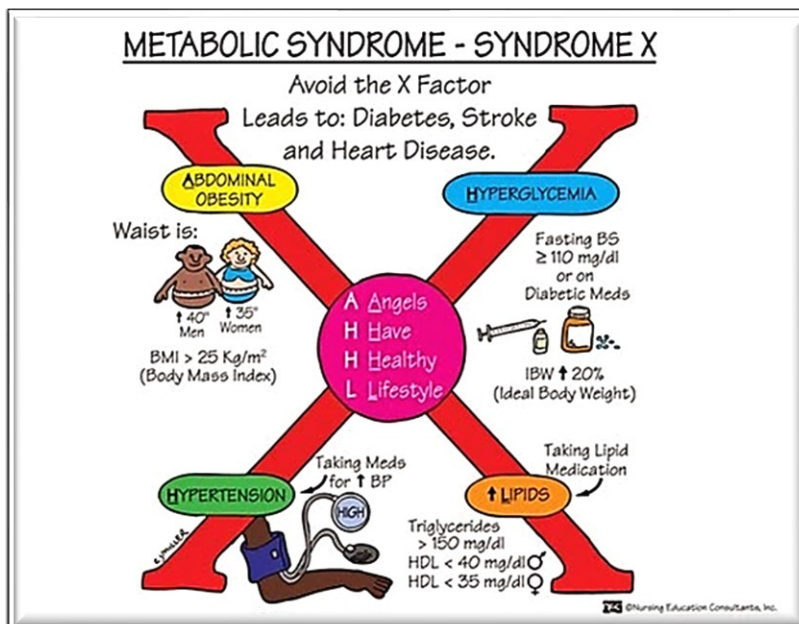 METABOLIC SYNDROME - SYNDROME X
Avoid the X Factor
Leads to: Diabetes, Stroke
and Heart Disease.
ABDOMINAL
OBESITY
Waist is:
↑ 40"
Men
↑ 35"
Women
BMI > 25 Kg/m²
(Body Mass Index)
HYPERGLYCEMIA
Fasting BS
≥ 110 mg/dl
or on
Diabetic Meds
IBW ↑ 20%
(Ideal Body Weight)
A Angels
H Have
H Healthy
L Lifestyle
HYPERTENSION
Taking Meds
for ↑ BP
HIGH
↑ LIPIDS
Taking Lipid
Medication
Triglycerides
> 150 mg/dl
HDL < 40 mg/dl ♂
HDL < 35 mg/dl ♀
CJMILLER
©Nursing Education Consultants, Inc.